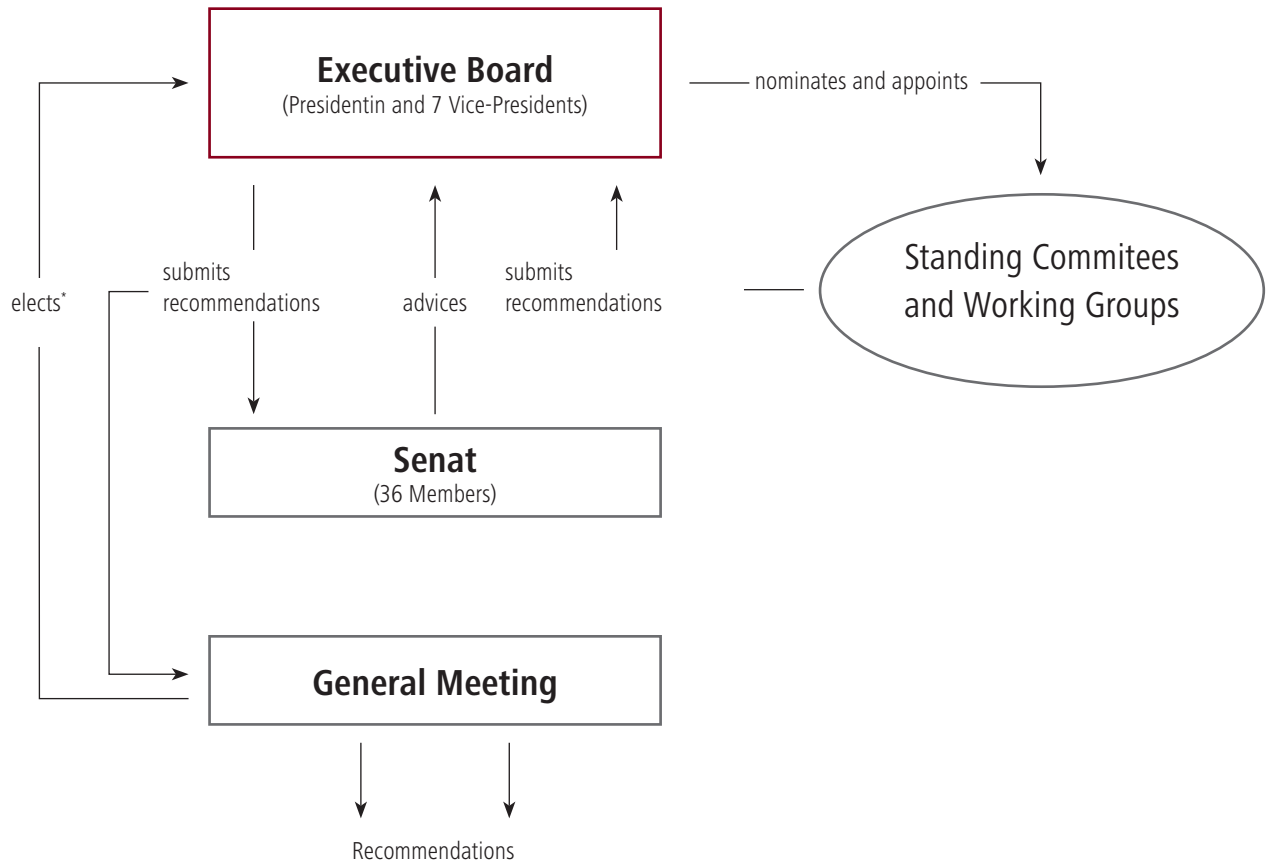 Executive Board
(Presidentin and 7 Vice-Presidents)
nominates and appoints
Standing Commitees
and Working Groups
elects*
submits
recommendations
advices
submits
recommendations
Senat
(36 Members)
General Meeting
Recommendations